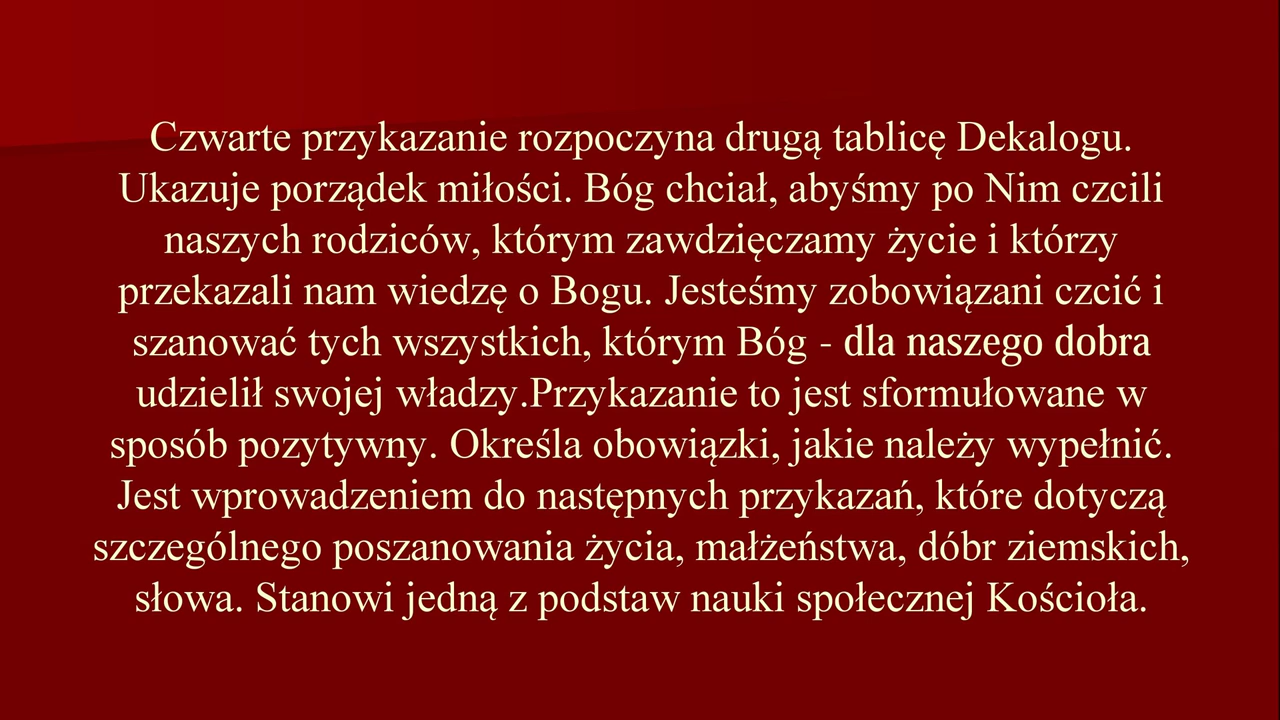 Czwarte przykazanie rozpoczyna drugą tablicę Dekalogu.
Ukazuje porządek miłości. Bóg chciał, abyśmy po Nim czcili
naszych rodziców, którym zawdzięczamy życie i którzy
przekazali nam wiedzę o Bogu. Jesteśmy zobowiązani czcić i
szanować tych wszystkich, którym Bóg - dla naszego dobra
udzielił swojej władzy.Przykazanie to jest sformułowane w
sposób pozytywny. Określa obowiązki, jakie należy wypełnić.
Jest wprowadzeniem do następnych przykazań, które dotyczą
szczególnego poszanowania życia, małżeństwa, dóbr ziemskich,
słowa. Stanowi jedną z podstaw nauki społecznej Kościoła.